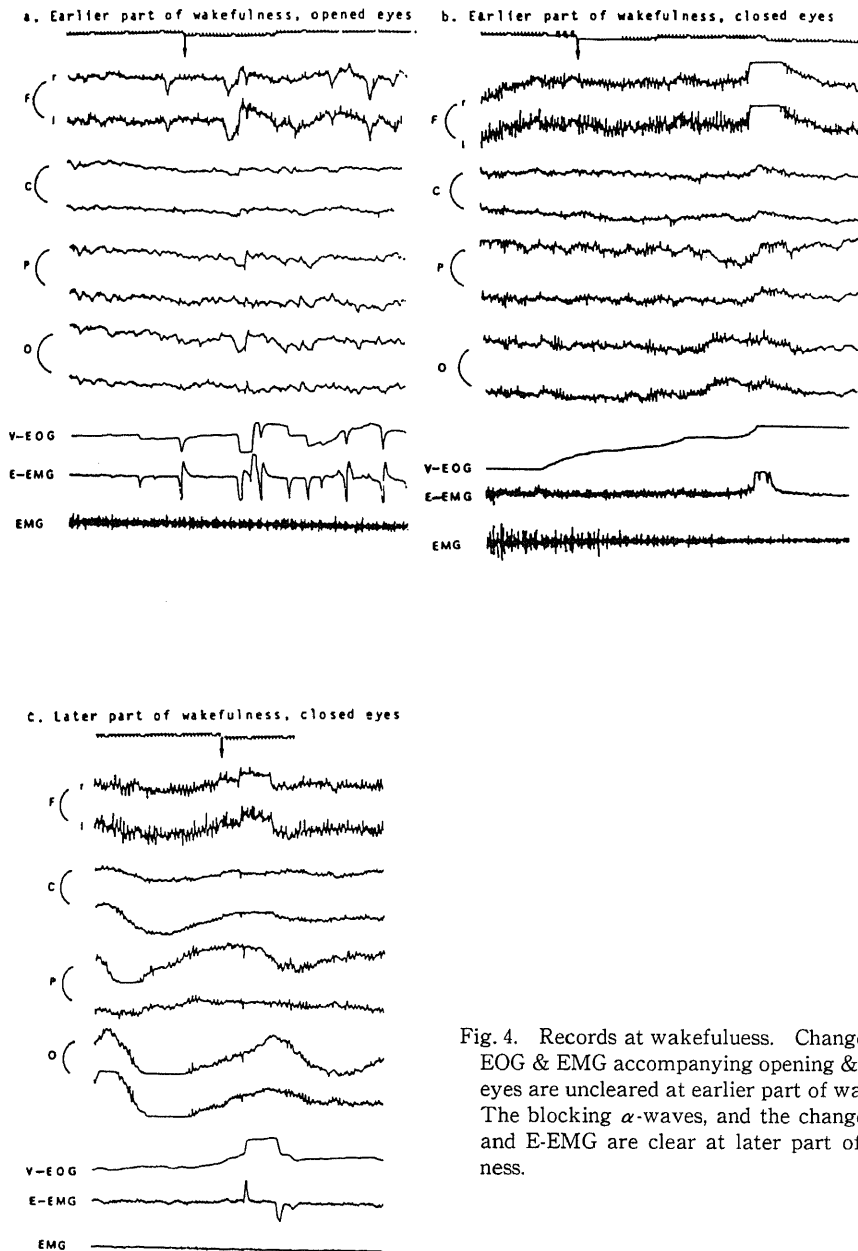 a. Earlier part of wakefulness, opened eyes
F
r
l
C
P
O
V-EOG
E-EMG
EMG
b. Earlier part of wakefulness, closed eyes
F
r
l
C
P
O
V-EOG
E-EMG
EMG
C. Later part of wakefulness, closed eyes
F
r
l
C
P
O
V-EOG
E-EMG
EMG
Fig. 4. Records at wakefuluess. Change
EOG & EMG accompanying opening &
eyes are uncleared at earlier part of wa
The blocking α-waves, and the change
and E-EMG are clear at later part of
ness.